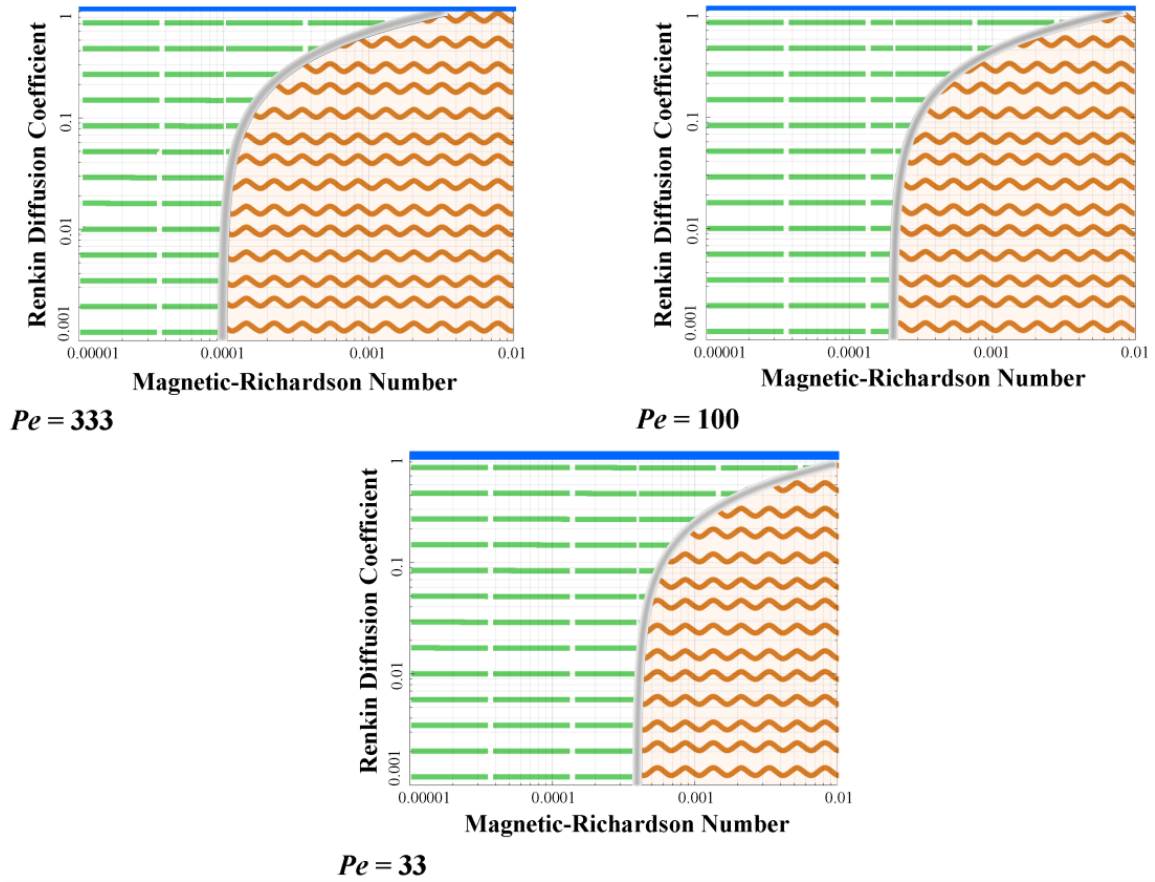 Renkin Diffusion Coefficient
1
0.1
0.01
0.001
0.00001
0.0001
0.001
0.01
Magnetic-Richardson Number
Pe = 333
Renkin Diffusion Coefficient
1
0.1
0.01
0.001
0.00001
0.0001
0.001
0.01
Magnetic-Richardson Number
Pe = 100
Renkin Diffusion Coefficient
1
0.1
0.01
0.001
0.00001
0.0001
0.001
0.01
Magnetic-Richardson Number
Pe = 33